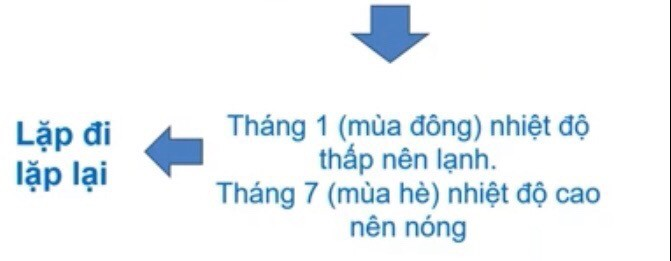 Lặp đi
lặp lại
Tháng 1 (mùa đông) nhiệt độ
thấp nên lạnh.
Tháng 7 (mùa hè) nhiệt độ cao
nên nóng